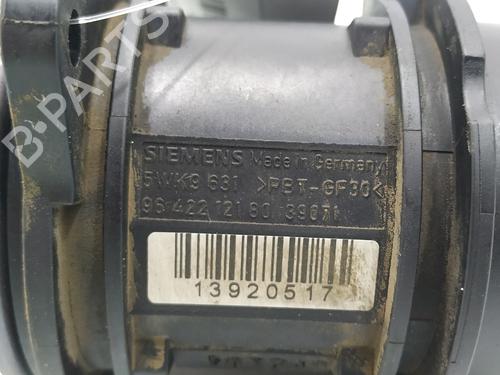 B-PARTS
SIEMENS Made in Germany
5WK9 631 >PBT-GF30<
96 422 121 80 39071
13920517